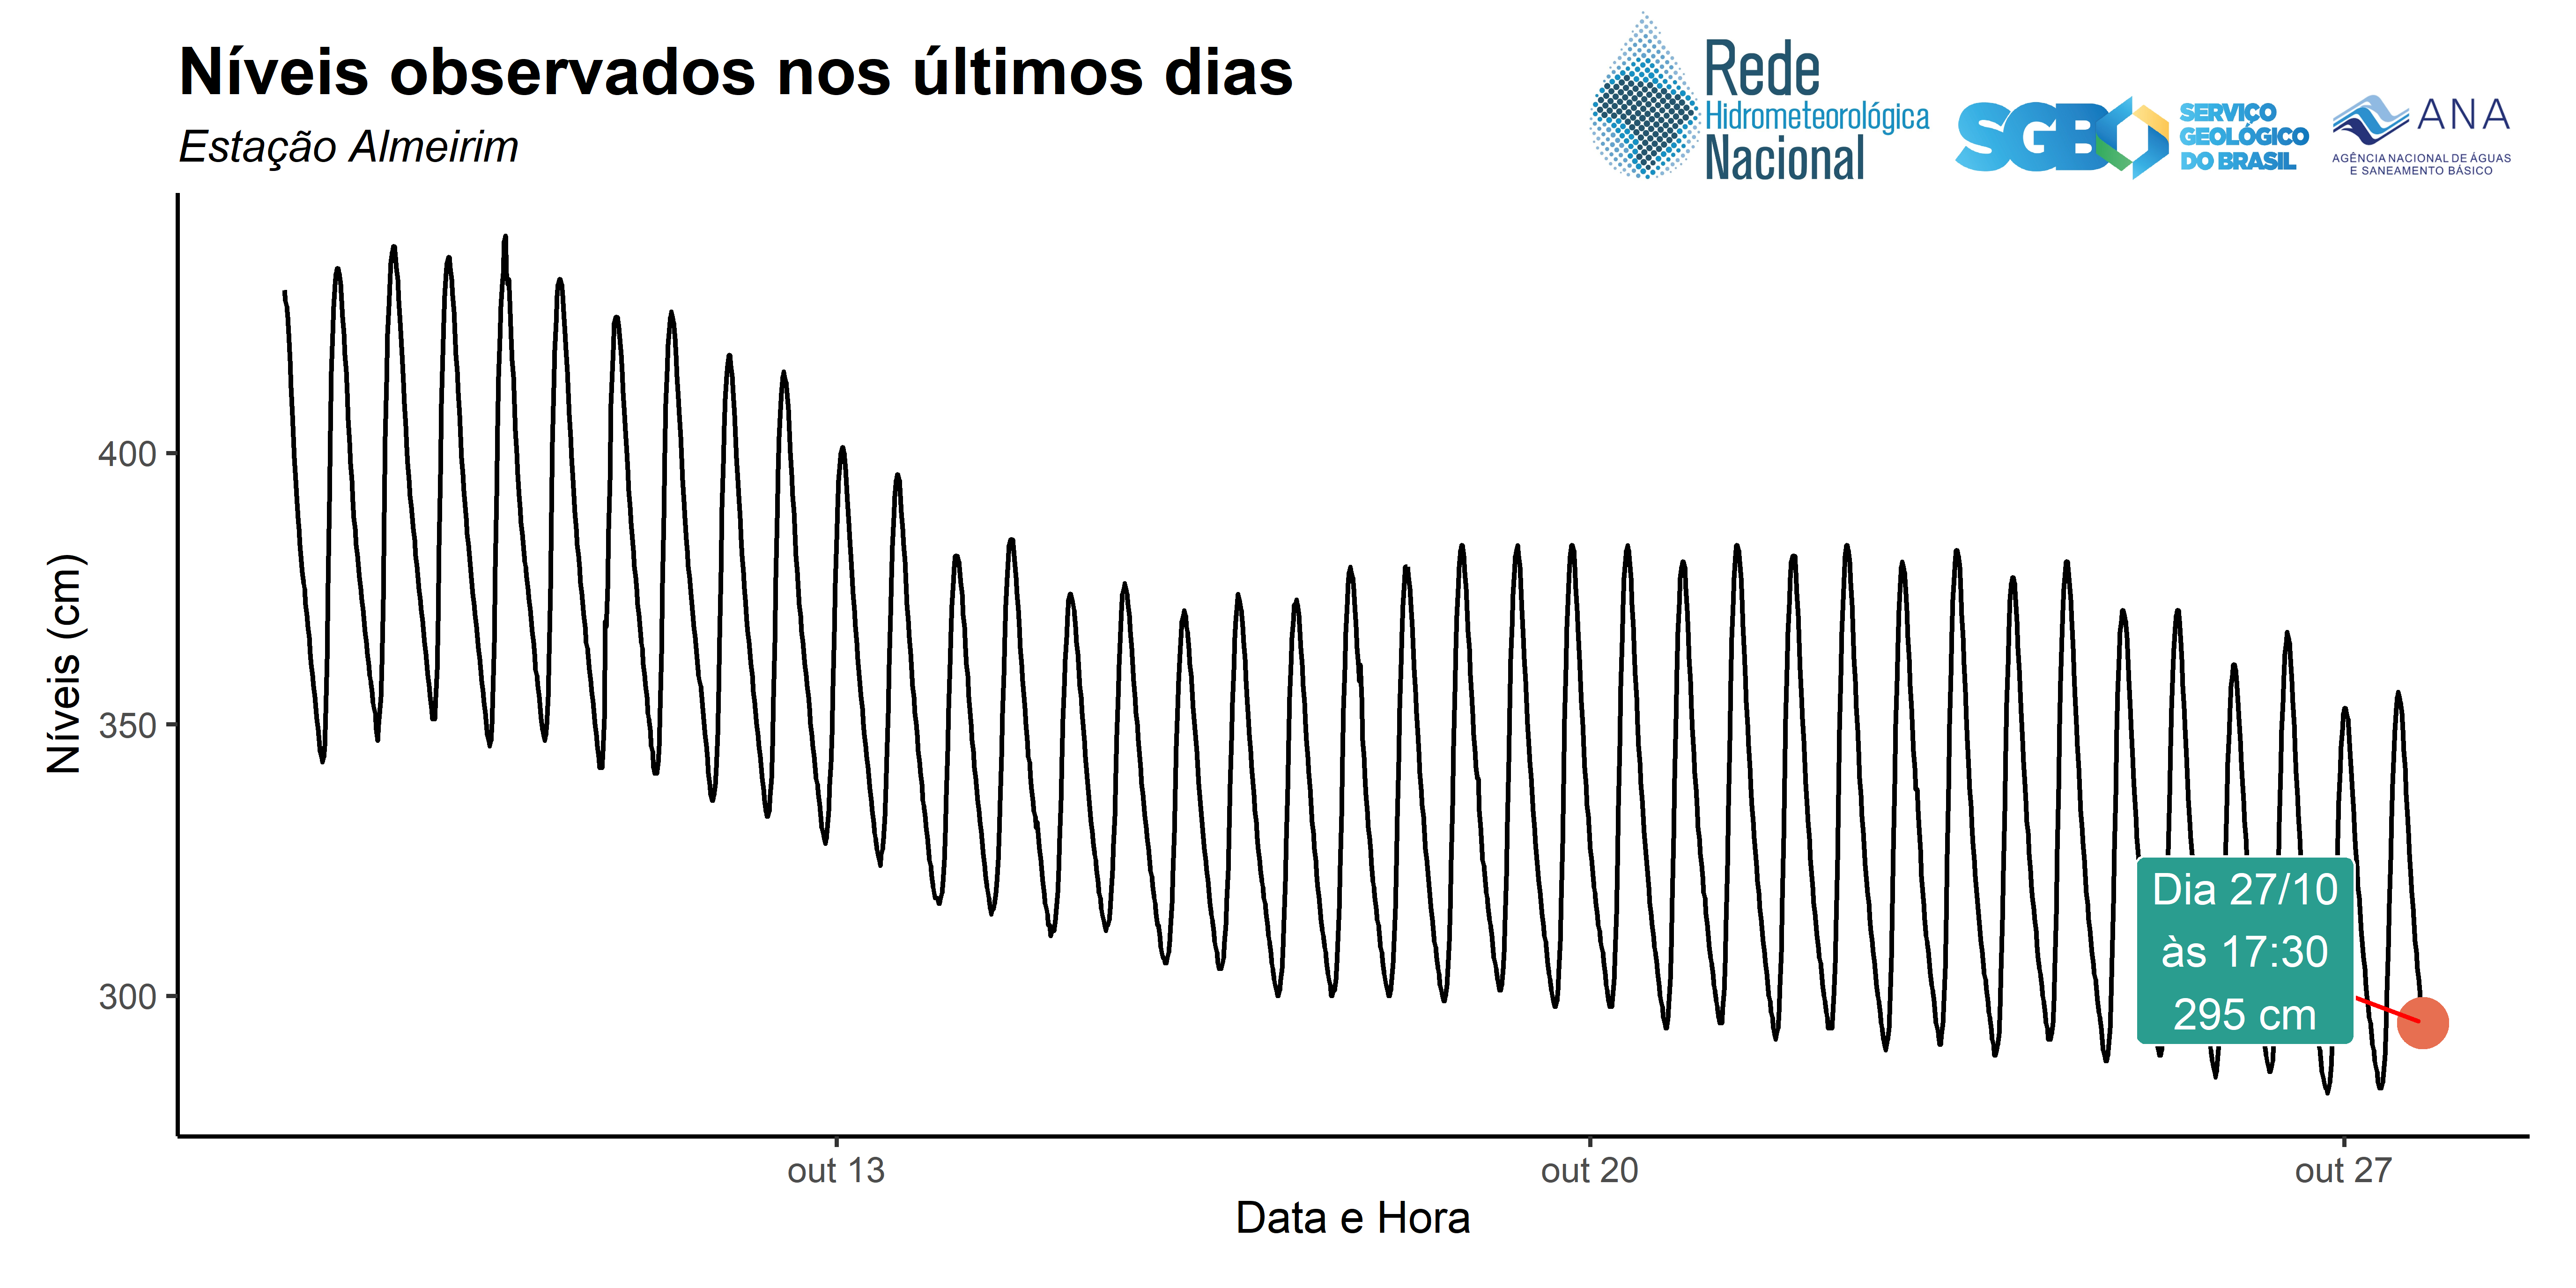 Níveis observados nos últimos dias
Estação Almeirim
Rede
Hidrometeorológica
Nacional
SGB
SERVIÇO
GEOLÓGICO
DO BRASIL
ANA
AGÊNCIA NACIONAL DE ÁGUAS
E SANEAMENTO BÁSICO
Níveis (cm)
400
350
300
Dia 27/10
às 17:30
295 cm
out 13
out 20
out 27
Data e Hora